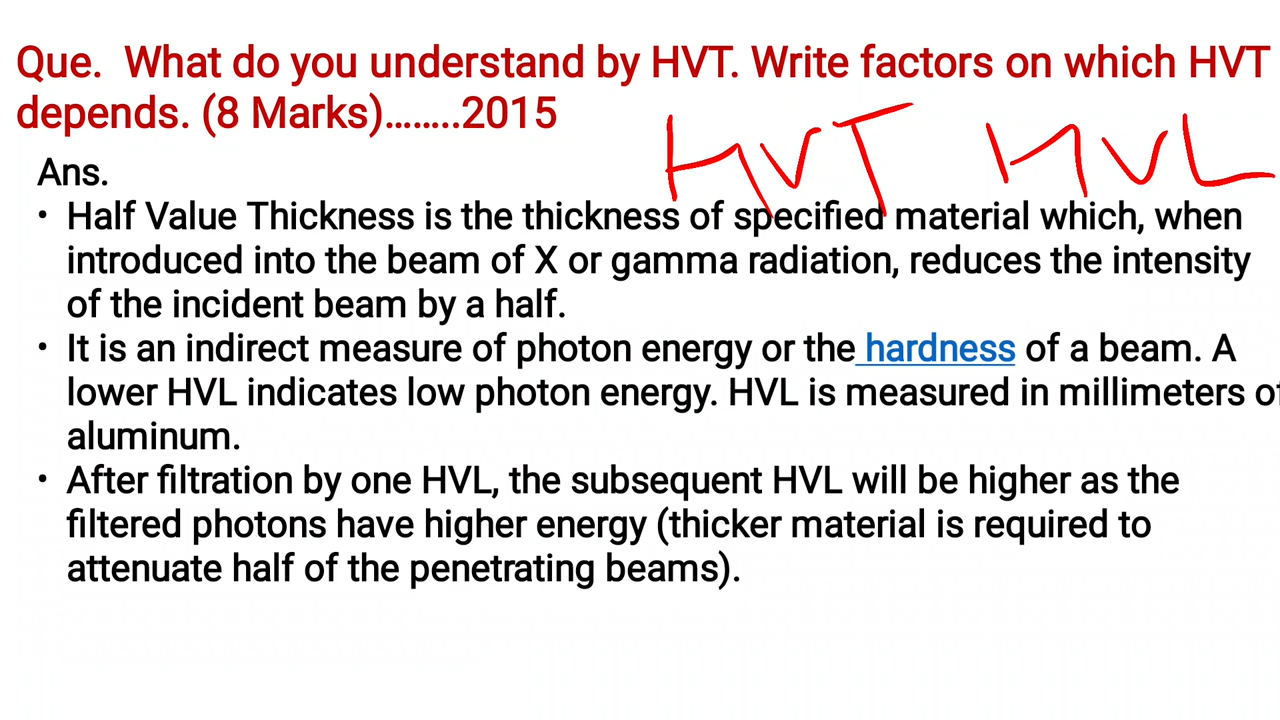 Que. What do you understand by HVT. Write factors on which HVT
depends. (8 Marks)........2015
HVT HVL
Ans.
• Half Value Thickness is the thickness of specified material which, when
introduced into the beam of X or gamma radiation, reduces the intensity
of the incident beam by a half.
• It is an indirect measure of photon energy or the hardness of a beam. A
lower HVL indicates low photon energy. HVL is measured in millimeters of
aluminum.
• After filtration by one HVL, the subsequent HVL will be higher as the
filtered photons have higher energy (thicker material is required to
attenuate half of the penetrating beams).